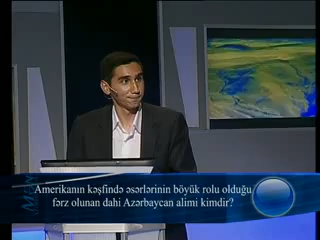 Amerikanın kəşfində əsərlərinin böyük rolu olduğu
fərz olunan dahi Azərbaycan alimi kimdir?